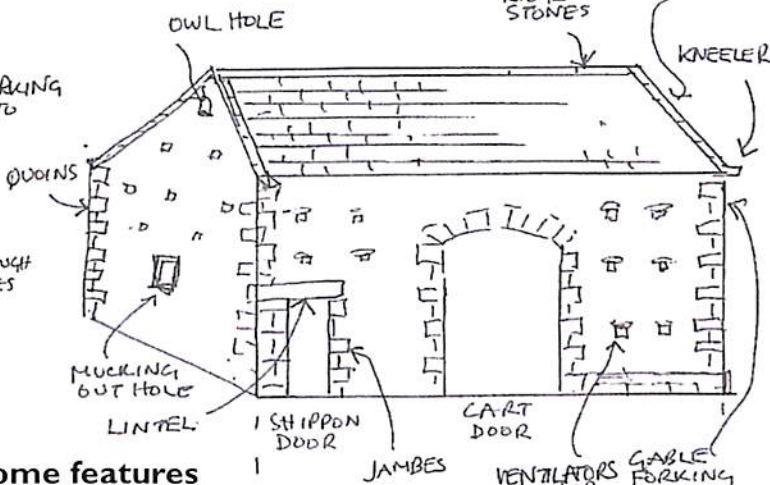 OWL HOLE
STONES
KNEELER
TO
QUOINS
MUCKING
OUT HOLE
LINTEL
SHIPPON
DOOR
CART
DOOR
JAMBES
VENTILATORS
GABLE
FORKING
ome features